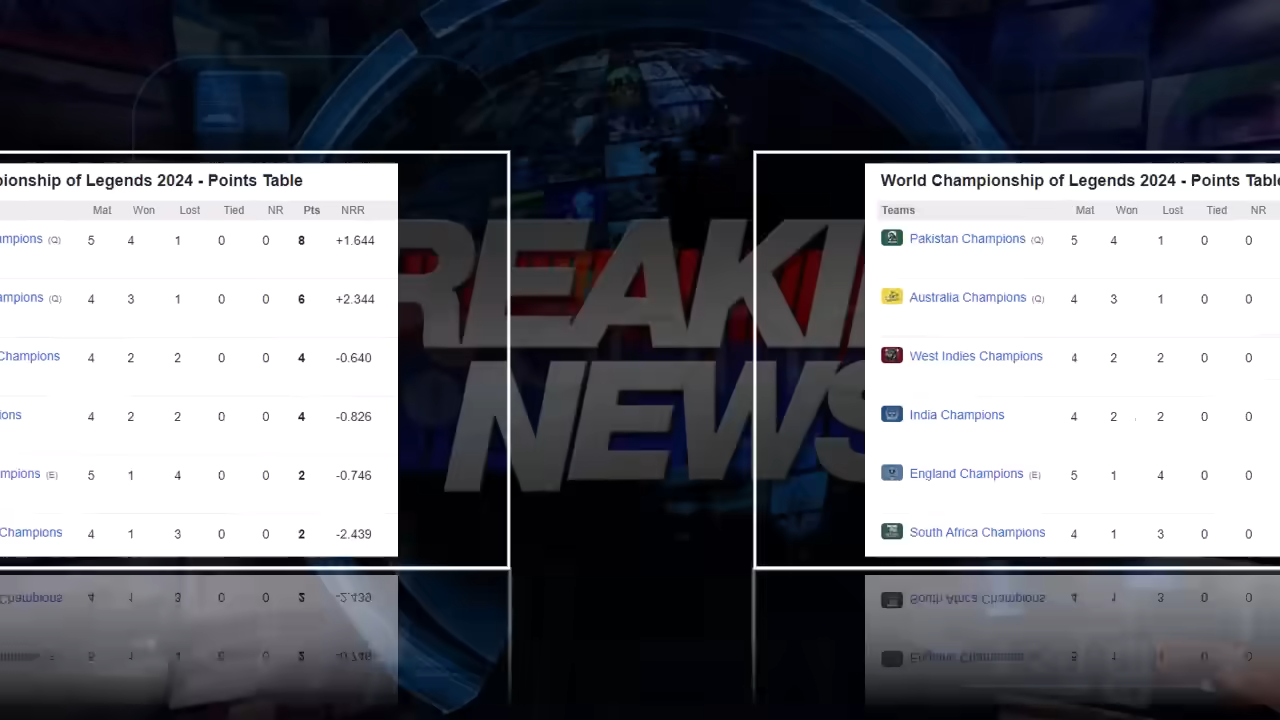 pionship of Legends 2024 - Points Table
Mat Won Lost Tied NR Pts NRR
mpions (Q) 5 4 1 0 0 8 +1.644
ampions (Q) 4 3 1 0 0 6 +2.344
Champions 4 2 2 0 0 4 -0.640
ions 4 2 2 0 0 4 -0.826
mpions (E) 5 1 4 0 0 2 -0.746
Champions 4 1 3 0 0 2 -2.439
REAKI
NEWS
World Championship of Legends 2024 - Points Table
Teams Mat Won Lost Tied NR
Pakistan Champions (Q) 5 4 1 0 0
Australia Champions (Q) 4 3 1 0 0
West Indies Champions 4 2 2 0 0
India Champions 4 2 2 0 0
England Champions (E) 5 1 4 0 0
South Africa Champions 4 1 3 0 0